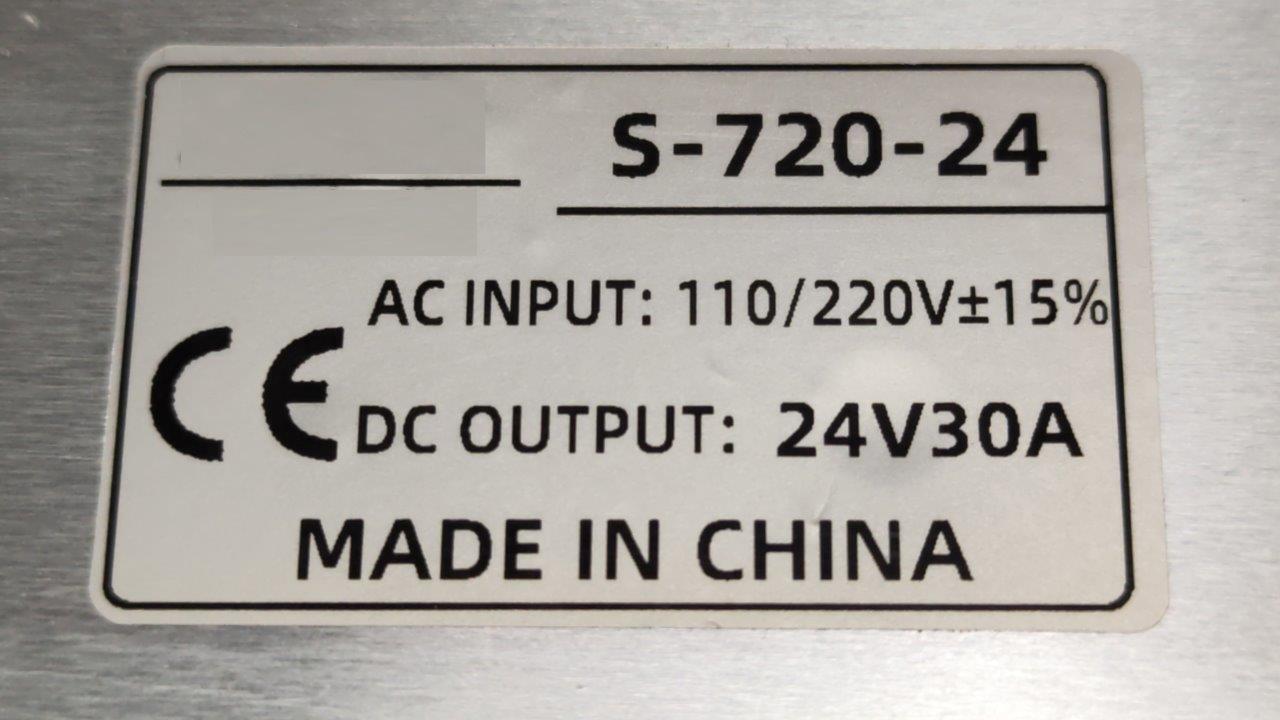 S-720-24
AC INPUT: 110/220V±15%
CE
DC OUTPUT: 24V30A
MADE IN CHINA